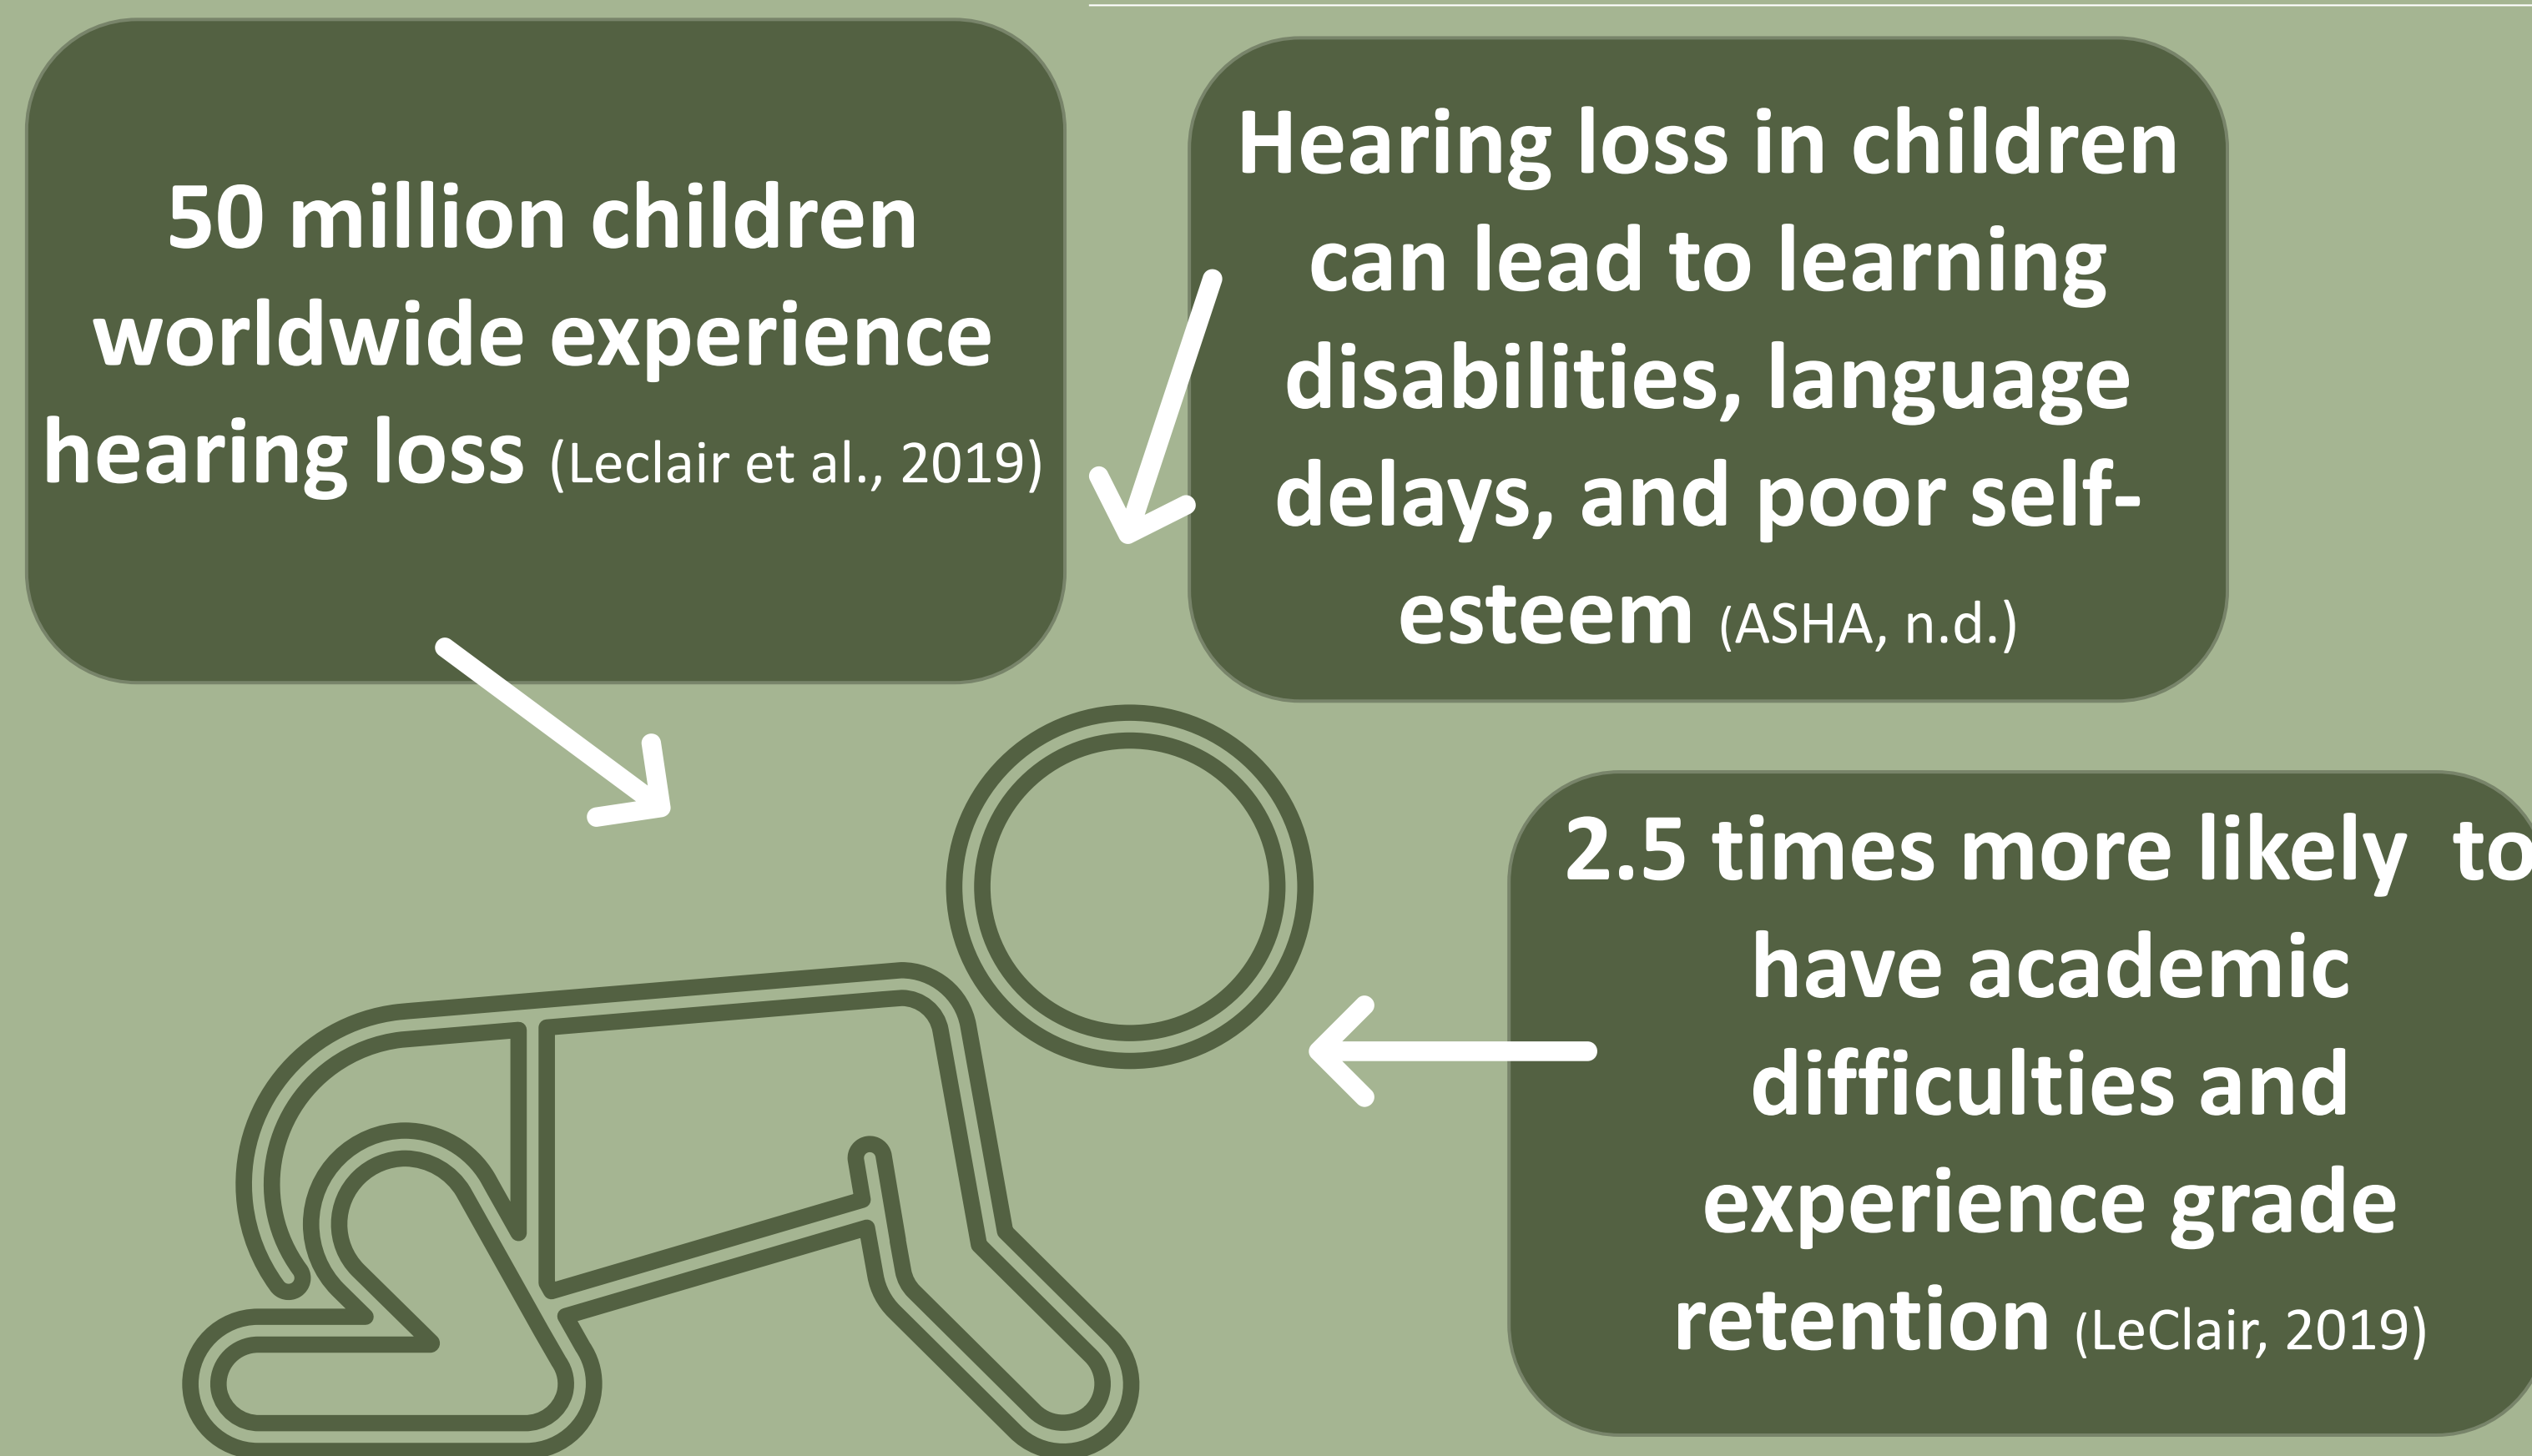 50 million children
worldwide experience
hearing loss (Leclair et al., 2019)
Hearing loss in children
can lead to learning
disabilities, language
delays, and poor self-
esteem (ASHA, n.d.)
2.5 times more likely  to
have academic
difficulties and
experience grade
retention (LeClair, 2019)